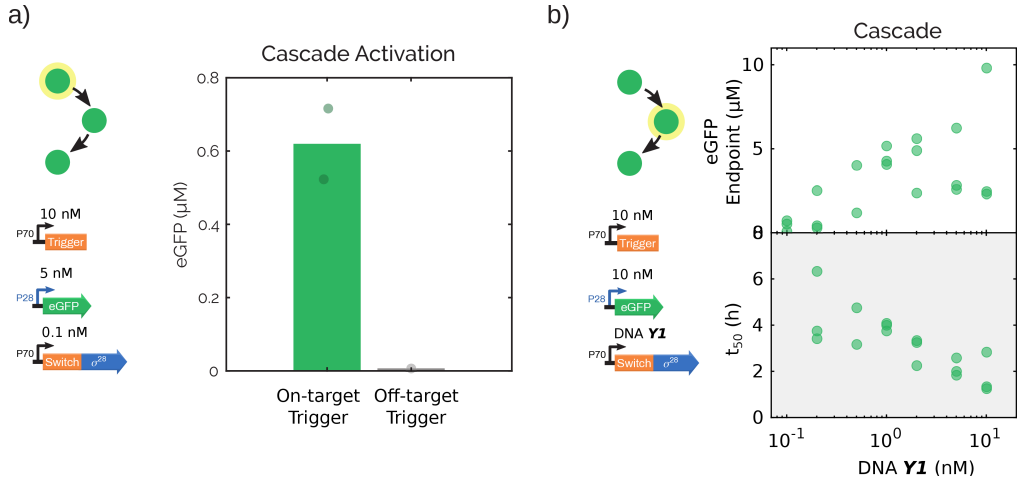 a)
Cascade Activation
10 nM
P70
Trigger
5 nM
P28
eGFP
0.1 nM
P70
Switch
σ28
eGFP (μM)
0.8
0.6
0.4
0.2
0
On-target
Trigger
Off-target
Trigger
b)
Cascade
10 nM
P70
Trigger
10 nM
P28
eGFP
DNA Y1
P70
Switch
σ28
eGFP
Endpoint (μM)
10
5
0
t50 (h)
8
6
4
2
0
10-1
100
101
DNA Y1 (nM)